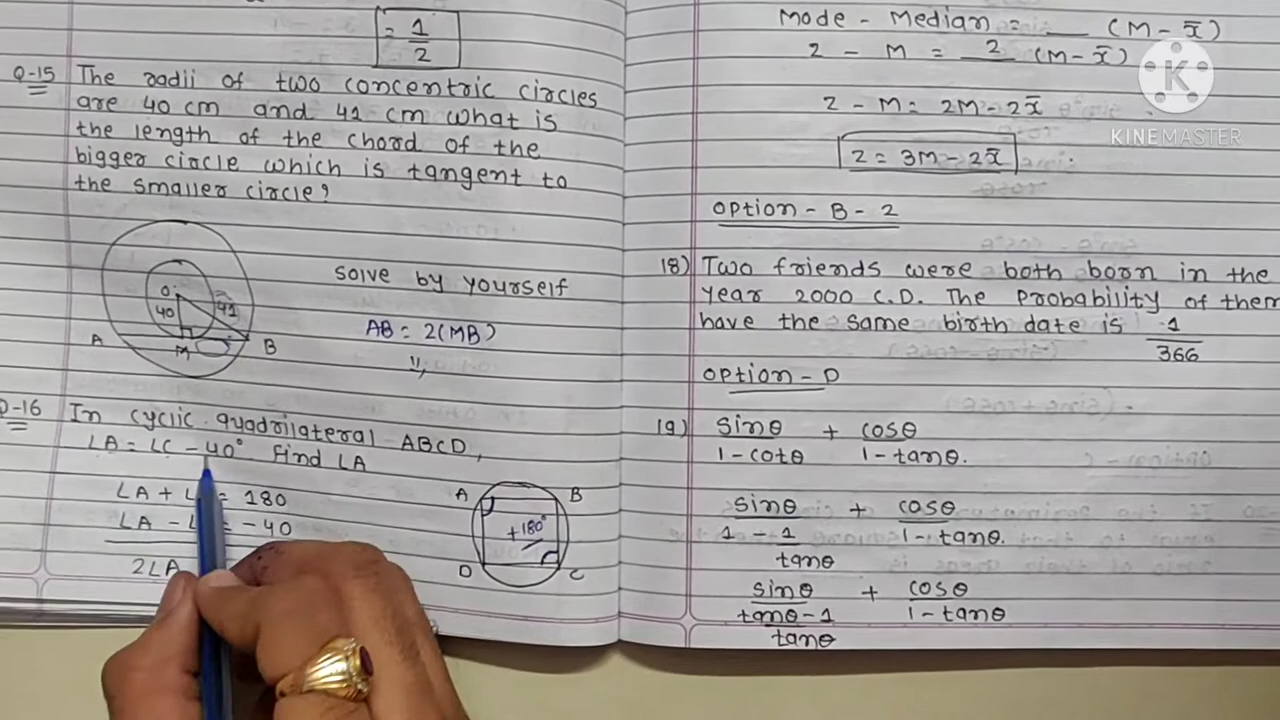 = 1
2
Q-15 The radii of two concentric circles
are 40 cm and 41 cm what is
the length of the chord of the
bigger circle which is tangent to
the smaller circle?
O
40
41
A
M
B
Solve by yourself
AB = 2(MB)
Q-16 In cyclic quadrilateral ABCD,
∠A = ∠C - 40° find ∠A
∠A + ∠ = 180
∠A - ∠ = -40
2∠A
A
B
+180°
D
C
Mode - Median = (M - x̄)
Z - M = 2 (M - x̄)
Z - M = 2M - 2x̄
Z = 3M - 2x̄
Option - B - 2
18) Two friends were both born in the
year 2000 C.D. The Probability of them
have the same birth date is 1
366
Option - D
19) sinθ + cosθ
1 - cotθ 1 - tanθ.
sinθ + cosθ
1 - 1 1 - tanθ.
tanθ
sinθ + cosθ
tanθ - 1 1 - tanθ
tanθ
K
KINEMASTER